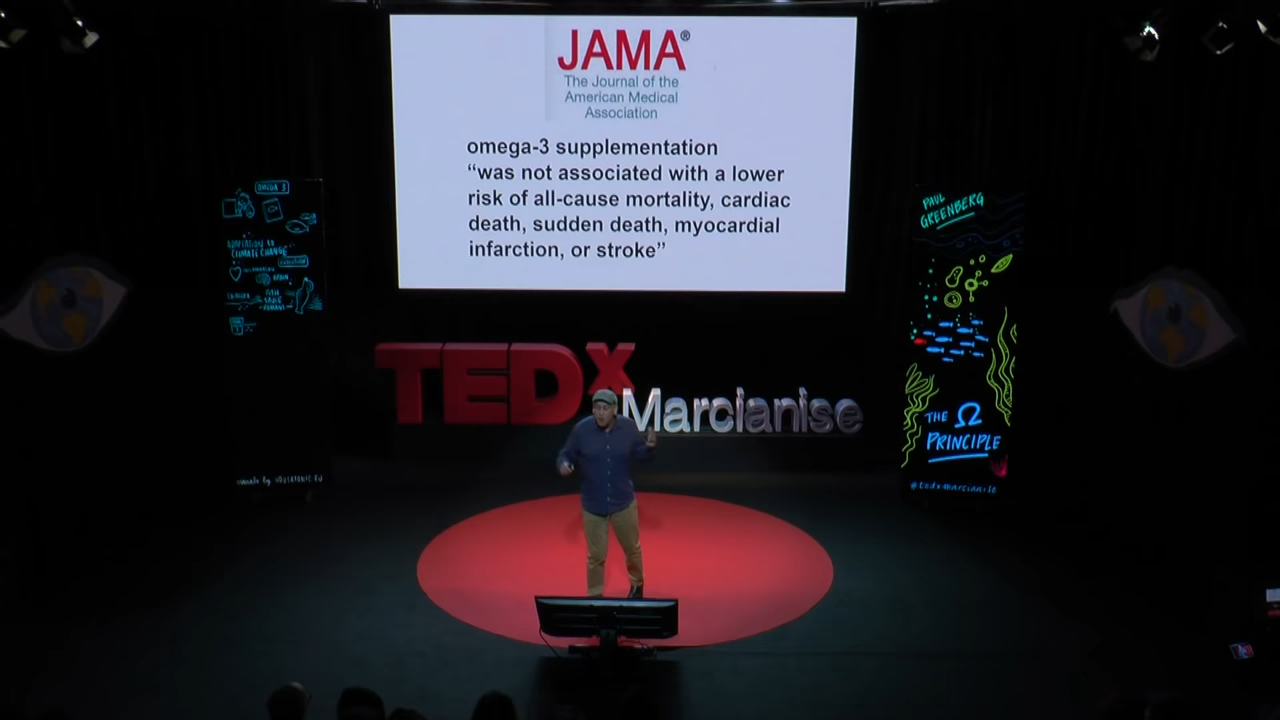 JAMA®
The Journal of the
American Medical
Association
omega-3 supplementation
“was not associated with a lower
risk of all-cause mortality, cardiac
death, sudden death, myocardial
infarction, or stroke”
OMEGA 3
ADAPTATION TO
CLIMATE CHANGE
BRAIN
PAUL
GREENBERG
THE Ω
PRINCIPLE
@tedxmarcianise
TEDx
Marcianise